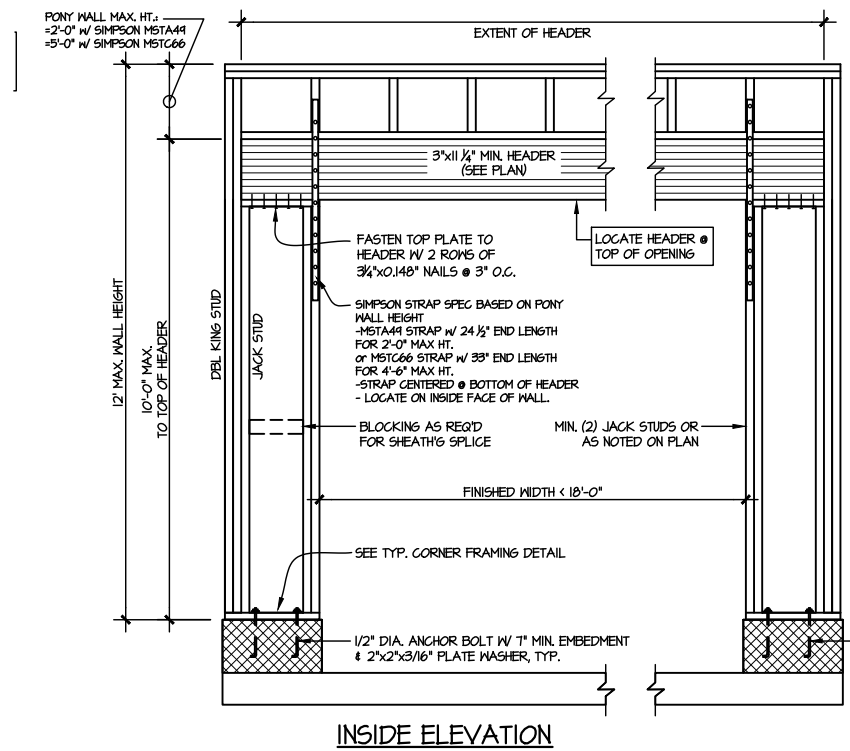 PONY WALL MAX. HT.:
=2'-0" W/ SIMPSON MSTA49
=5'-0" W/ SIMPSON MSTC66
EXTENT OF HEADER
3"x11 1/4" MIN. HEADER
(SEE PLAN)
FASTEN TOP PLATE TO
HEADER W/ 2 ROWS OF
3 1/4"x0.148" NAILS @ 3" O.C.
LOCATE HEADER @
TOP OF OPENING
SIMPSON STRAP SPEC BASED ON PONY
WALL HEIGHT
-MSTA49 STRAP W/ 24 1/2" END LENGTH
FOR 2'-0" MAX HT.
or MSTC66 STRAP W/ 33" END LENGTH
FOR 4'-6" MAX HT.
-STRAP CENTERED @ BOTTOM OF HEADER
- LOCATE ON INSIDE FACE OF WALL.
12' MAX. WALL HEIGHT
10'-0" MAX.
TO TOP OF HEADER
DBL KING STUD
JACK STUD
BLOCKING AS REQ'D
FOR SHEATH'G SPLICE
MIN. (2) JACK STUDS OR
AS NOTED ON PLAN
FINISHED WIDTH < 18'-0"
SEE TYP. CORNER FRAMING DETAIL
1/2" DIA. ANCHOR BOLT W/ 7" MIN. EMBEDMENT
& 2"x2"x3/16" PLATE WASHER, TYP.
INSIDE ELEVATION